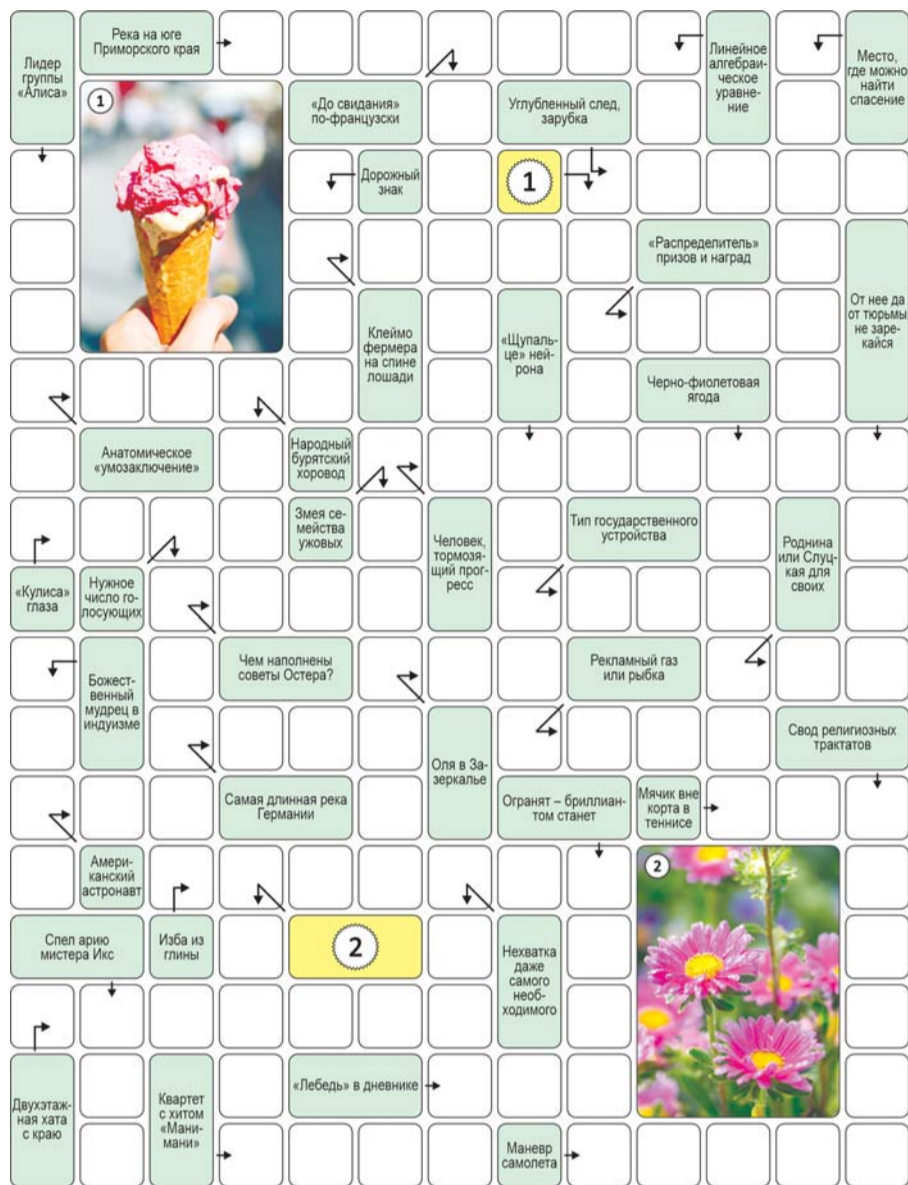 Река на юге
Приморского края
Лидер
группы
«Алиса»
1
«До свидания»
по-французски
Углубленный след,
зарубка
Линейное
алгебраи-
ческое
уравне-
ние
Место,
где можно
найти
спасение
Дорожный
знак
1
«Распределитель»
призов и наград
От нее да
от тюрьмы
не заре-
кайся
Клеймо
фермера
на спине
лошади
«Щупаль-
це» ней-
рона
Черно-фиолетовая
ягода
Анатомическое
«умозаключение»
Народный
бурятский
хоровод
Змея се-
мейства
ужовых
Человек,
тормозя-
щий прог-
ресс
Тип государственного
устройства
Роднина
или Слуц-
кая для
своих
«Кулиса»
глаза
Нужное
число го-
лосующих
Божест-
венный
мудрец в
индуизме
Чем наполнены
советы Остера?
Рекламный газ
или рыбка
Оля в За-
зеркалье
Свод религиозных
трактатов
Самая длинная река
Германии
Огранят – бриллиан-
том станет
Мячик вне
корта в
теннисе
Амери-
канский
астронавт
2
Спел арию
мистера Икс
Изба из
глины
2
Нехватка
даже
самого
необ-
ходимого
Двухэтаж-
ная хата
с краю
Квартет
с хитом
«Мани-
мани»
«Лебедь» в дневнике
Маневр
самолета